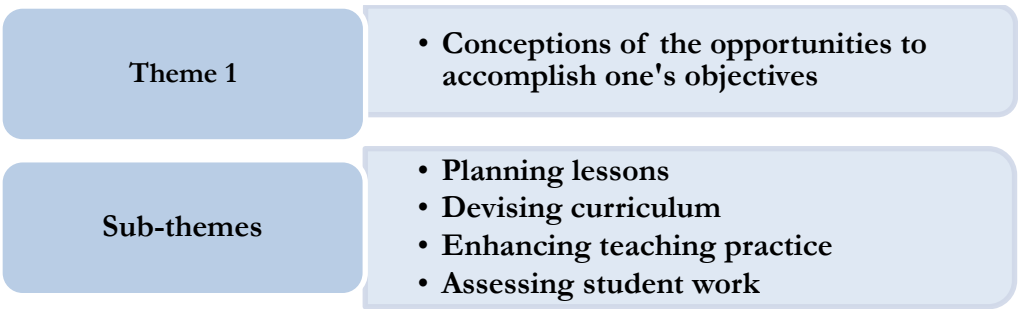 Theme 1
• Conceptions of the opportunities to
accomplish one's objectives
Sub-themes
• Planning lessons
• Devising curriculum
• Enhancing teaching practice
• Assessing student work